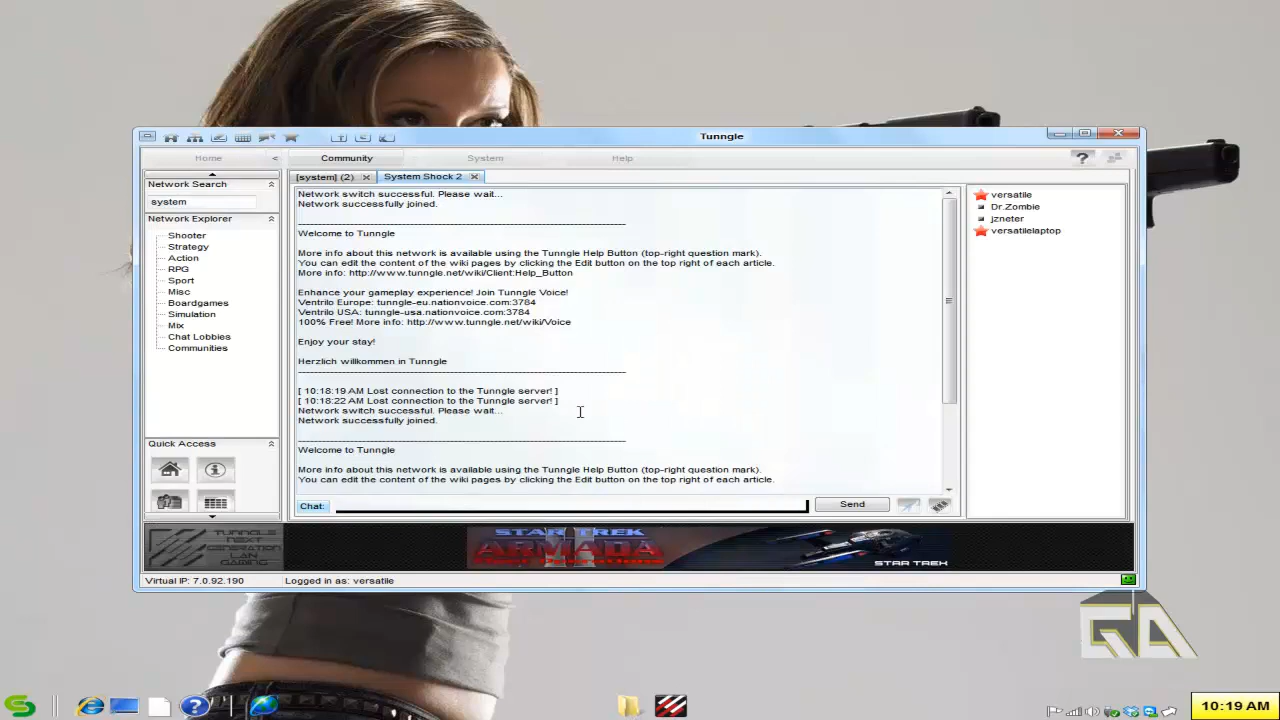 Tunngle
Home
<
Community
System
Help
?
Network Search
system
Network Explorer
Shooter
Strategy
Action
RPG
Sport
Misc
Boardgames
Simulation
Mix
Chat Lobbies
Communities
Quick Access
[system] (2)
System Shock 2
Network switch successful. Please wait...
Network successfully joined.
Welcome to Tunngle
More info about this network is available using the Tunngle Help Button (top-right question mark).
You can edit the content of the wiki pages by clicking the Edit button on the top right of each article.
More info: http://www.tunngle.net/wiki/Client:Help_Button
Enhance your gameplay experience! Join Tunngle Voice!
Ventrilo Europe: tunngle-eu.nationvoice.com:3784
Ventrilo USA: tunngle-usa.nationvoice.com:3784
100% Free! More info: http://www.tunngle.net/wiki/Voice
Enjoy your stay!
Herzlich willkommen in Tunngle
[ 10:18:19 AM Lost connection to the Tunngle server! ]
[ 10:18:22 AM Lost connection to the Tunngle server! ]
Network switch successful. Please wait...
Network successfully joined.
Welcome to Tunngle
More info about this network is available using the Tunngle Help Button (top-right question mark).
You can edit the content of the wiki pages by clicking the Edit button on the top right of each article.
Chat:
Send
versatile
Dr.Zombie
jzneter
versatilelaptop
TUNNGLE
NEXT
GENERATION
LAN
GAMING
STAR TREK
ARMADA
STAR TREK
Virtual IP: 7.0.92.190
Logged in as: versatile
GA
10:19 AM